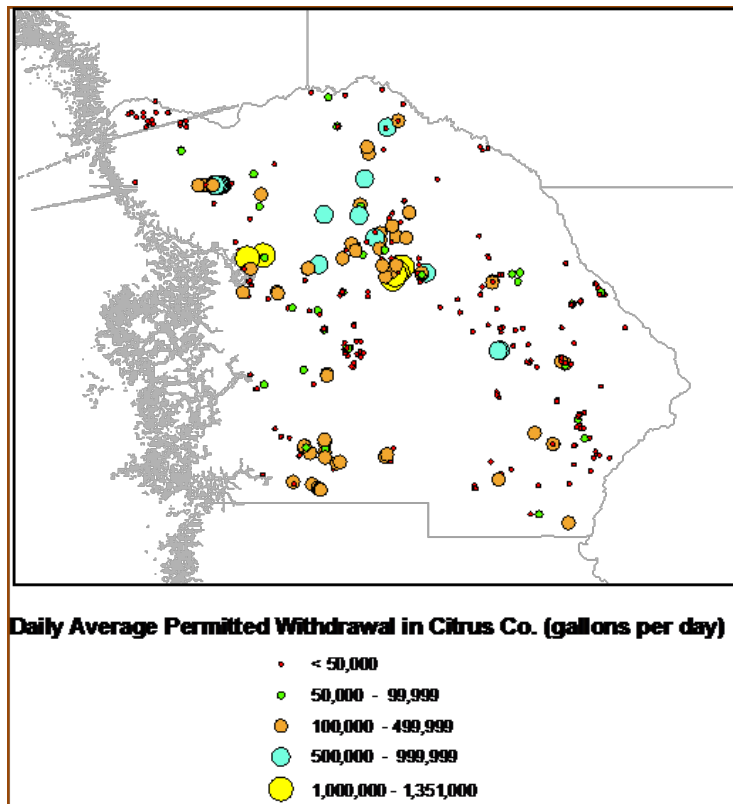 Daily Average Permitted Withdrawal in Citrus Co. (gallons per day)
< 50,000
50,000 - 99,999
100,000 - 499,999
500,000 - 999,999
1,000,000 - 1,351,000